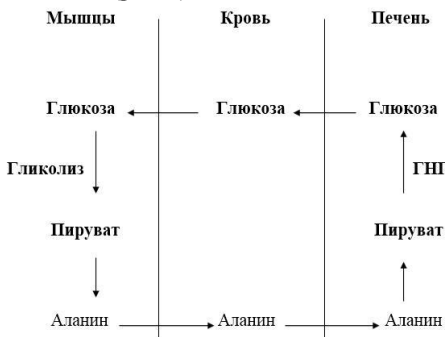 Мышцы Кровь Печень
Глюкоза Глюкоза Глюкоза
Гликолиз ГНГ
Пируват Пируват
Аланин Аланин Аланин